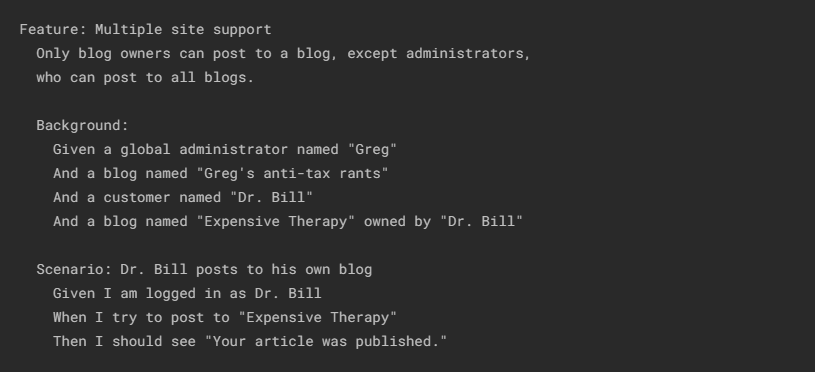 Feature: Multiple site support
Only blog owners can post to a blog, except administrators,
who can post to all blogs.
Background:
Given a global administrator named "Greg"
And a blog named "Greg's anti-tax rants"
And a customer named "Dr. Bill"
And a blog named "Expensive Therapy" owned by "Dr. Bill"
Scenario: Dr. Bill posts to his own blog
Given I am logged in as Dr. Bill
When I try to post to "Expensive Therapy"
Then I should see "Your article was published."